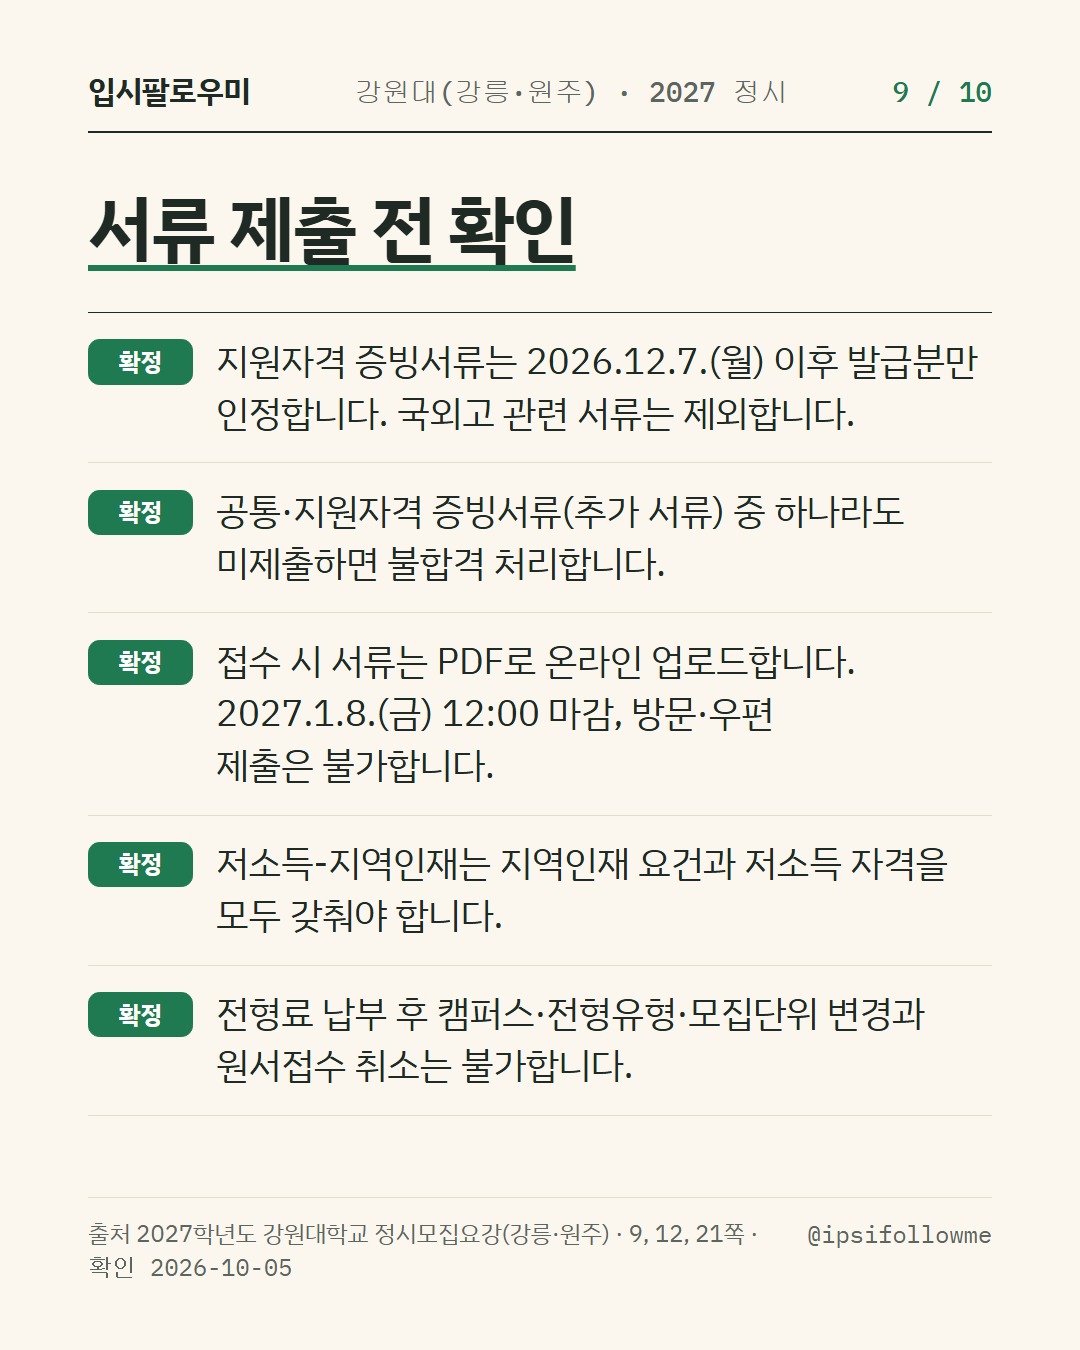 입시팔로우미
강원대(강릉·원주) · 2027 정시
9 / 10
서류 제출 전 확인
확정
지원자격 증빙서류는 2026.12.7.(월) 이후 발급분만
인정합니다. 국외고 관련 서류는 제외합니다.
확정
공통·지원자격 증빙서류(추가 서류) 중 하나라도
미제출하면 불합격 처리합니다.
확정
접수 시 서류는 PDF로 온라인 업로드합니다.
2027.1.8.(금) 12:00 마감, 방문·우편
제출은 불가합니다.
확정
저소득-지역인재는 지역인재 요건과 저소득 자격을
모두 갖춰야 합니다.
확정
전형료 납부 후 캠퍼스·전형유형·모집단위 변경과
원서접수 취소는 불가합니다.
출처 2027학년도 강원대학교 정시모집요강(강릉·원주) · 9, 12, 21쪽 ·
확인 2026-10-05
@ipsifollowme